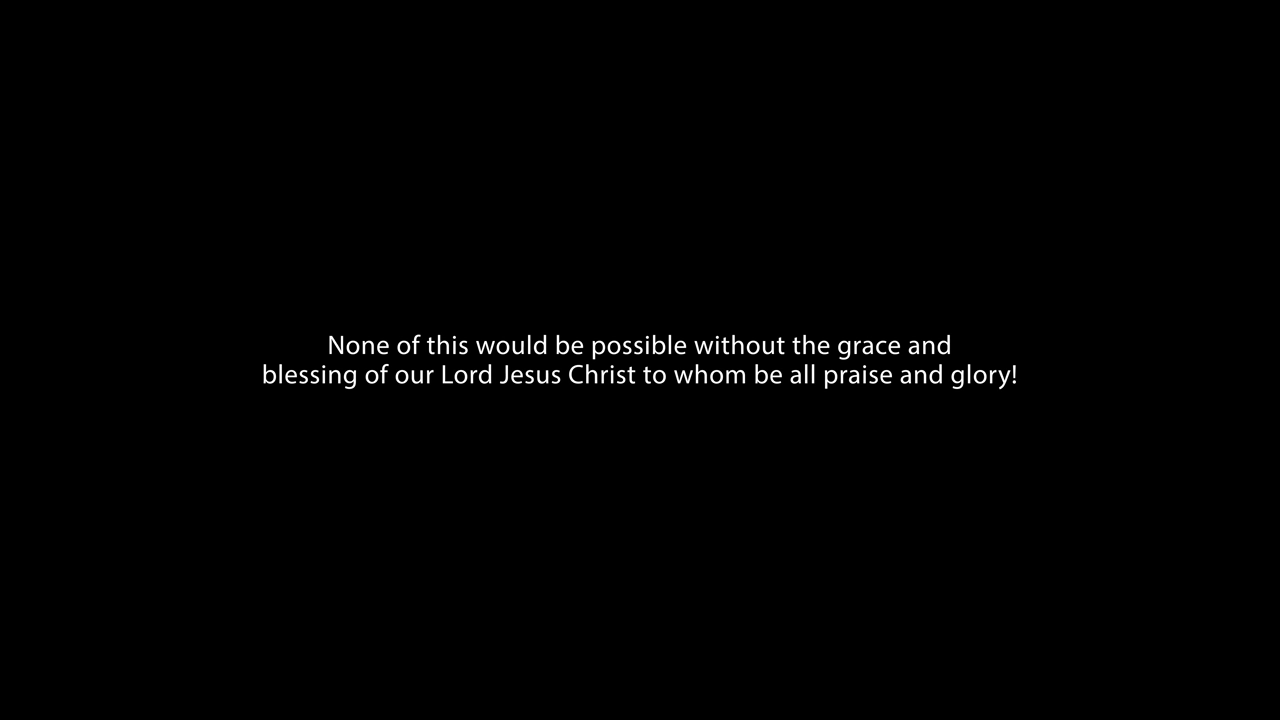 None of this would be possible without the grace and
blessing of our Lord Jesus Christ to whom be all praise and glory!